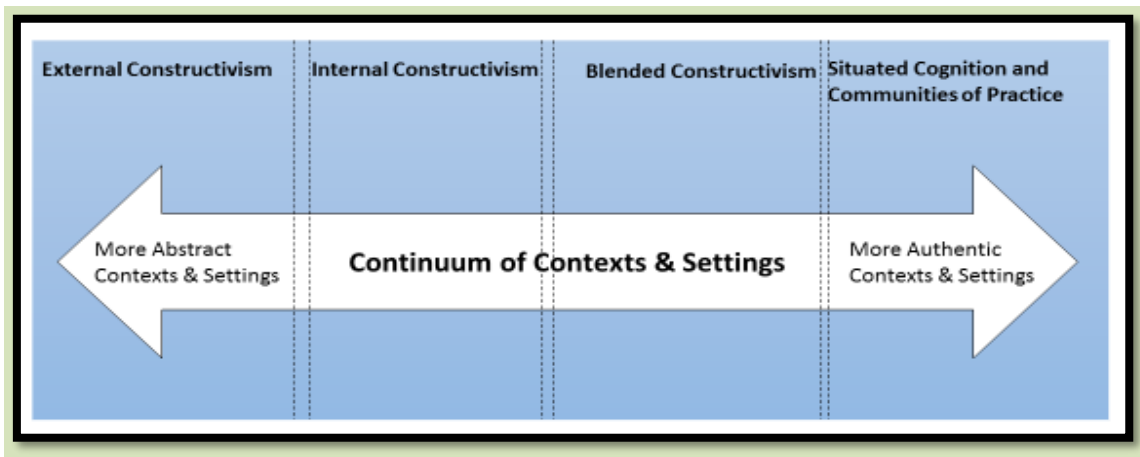 External Constructivism
Internal Constructivism
Blended Constructivism
Situated Cognition and
Communities of Practice
More Abstract
Contexts & Settings
Continuum of Contexts & Settings
More Authentic
Contexts & Settings